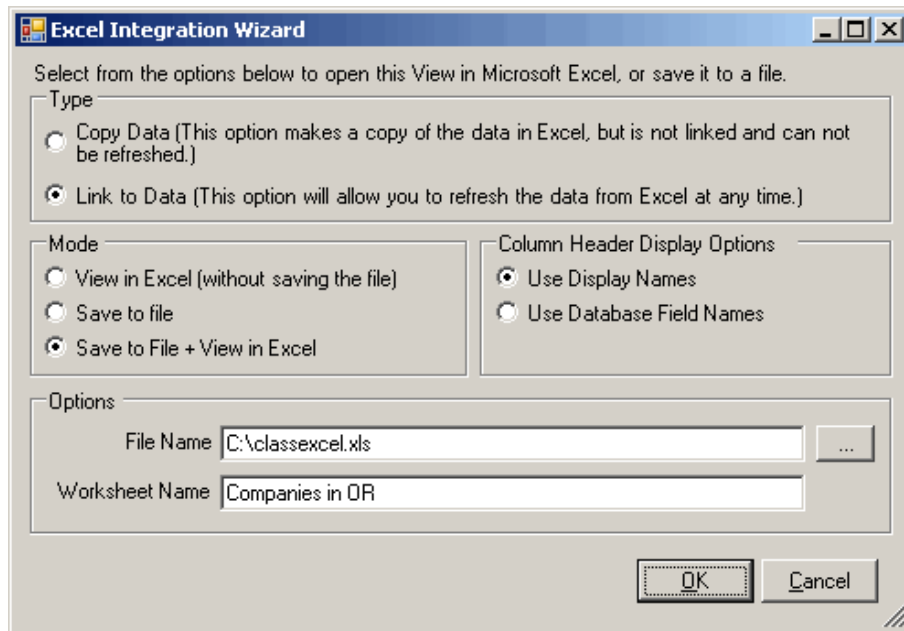 Excel Integration Wizard
Select from the options below to open this View in Microsoft Excel, or save it to a file.
Type
Copy Data (This option makes a copy of the data in Excel, but is not linked and can not
be refreshed.)
Link to Data (This option will allow you to refresh the data from Excel at any time.)
Mode
View in Excel (without saving the file)
Save to file
Save to File + View in Excel
Column Header Display Options
Use Display Names
Use Database Field Names
Options
File Name C:\classexcel.xls ...
Worksheet Name Companies in OR
OK Cancel